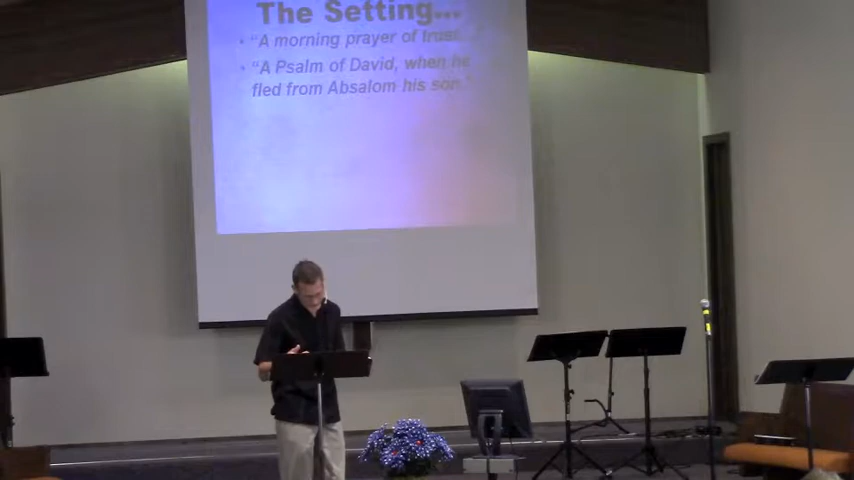 The Setting...
• "A morning prayer of trust"
• "A Psalm of David, when he
fled from Absalom his son."